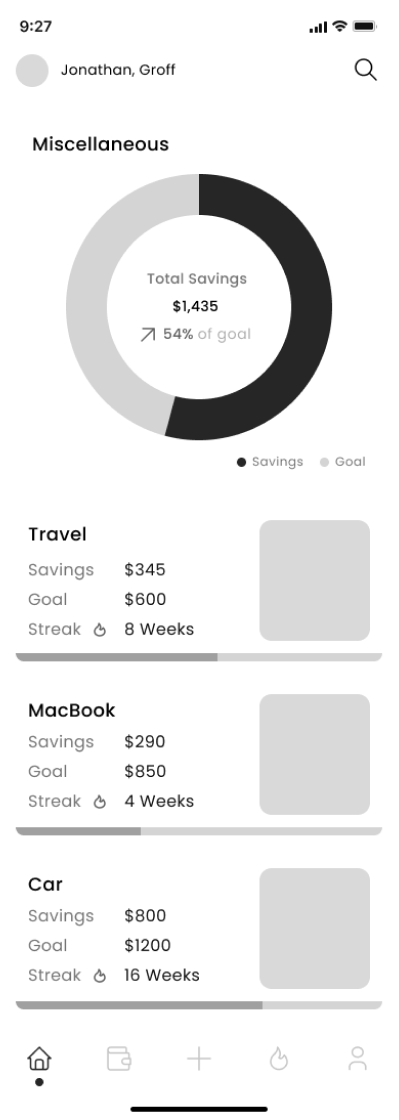 9:27
Jonathan, Groff
Miscellaneous
Total Savings
$1,435
54% of goal
Savings Goal
Travel
Savings $345
Goal $600
Streak 8 Weeks
MacBook
Savings $290
Goal $850
Streak 4 Weeks
Car
Savings $800
Goal $1200
Streak 16 Weeks